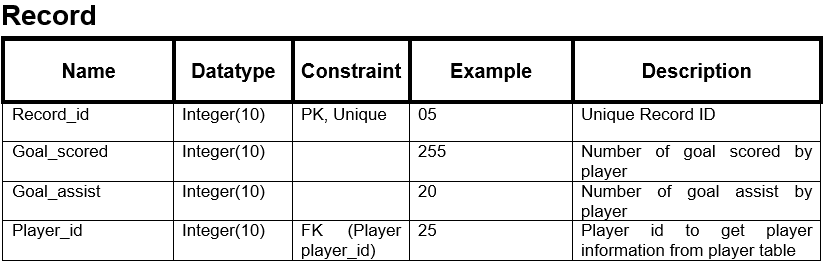 Record
Name Datatype Constraint Example Description
Record_id Integer(10) PK, Unique 05 Unique Record ID
Goal_scored Integer(10) 255 Number of goal scored by
player
Goal_assist Integer(10) 20 Number of goal assist by
player
Player_id Integer(10) FK (Player 25 Player id to get player
player_id) information from player table